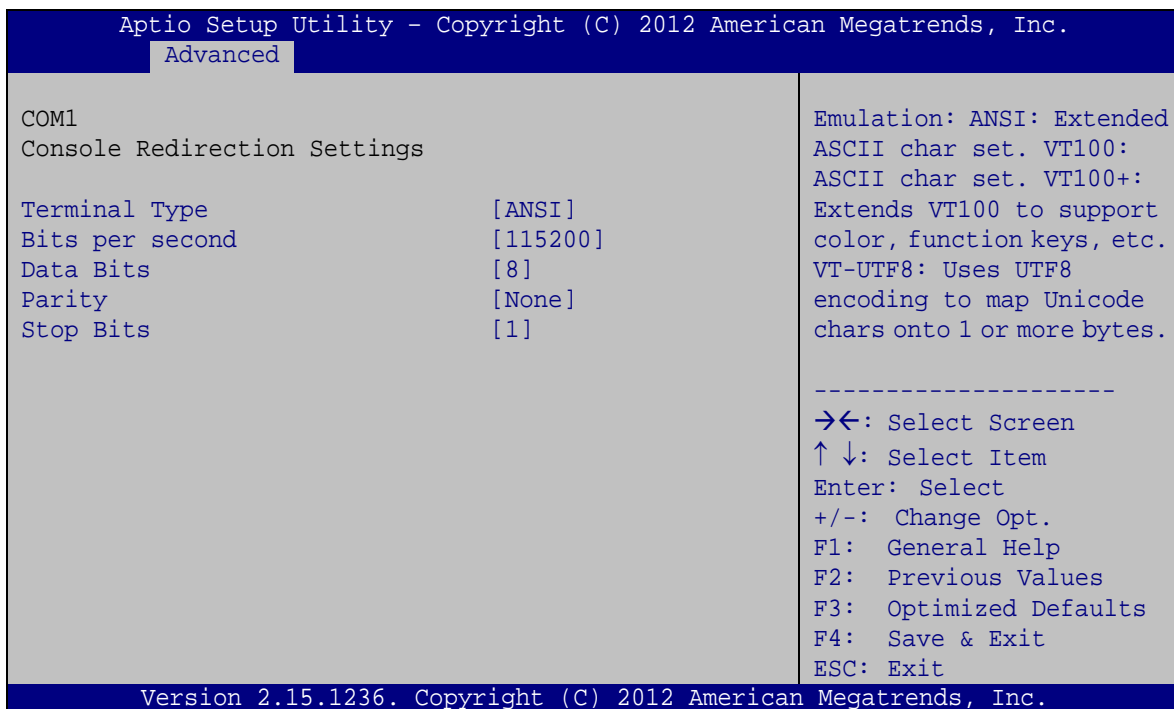 Aptio Setup Utility – Copyright (C) 2012 American Megatrends, Inc.
Advanced
COM1
Console Redirection Settings
Terminal Type [ANSI]
Bits per second [115200]
Data Bits [8]
Parity [None]
Stop Bits [1]
Emulation: ANSI: Extended
ASCII char set. VT100:
ASCII char set. VT100+:
Extends VT100 to support
color, function keys, etc.
VT-UTF8: Uses UTF8
encoding to map Unicode
chars onto 1 or more bytes.
---------------------
→←: Select Screen
↑ ↓: Select Item
Enter: Select
+/-: Change Opt.
F1: General Help
F2: Previous Values
F3: Optimized Defaults
F4: Save & Exit
ESC: Exit
Version 2.15.1236. Copyright (C) 2012 American Megatrends, Inc.